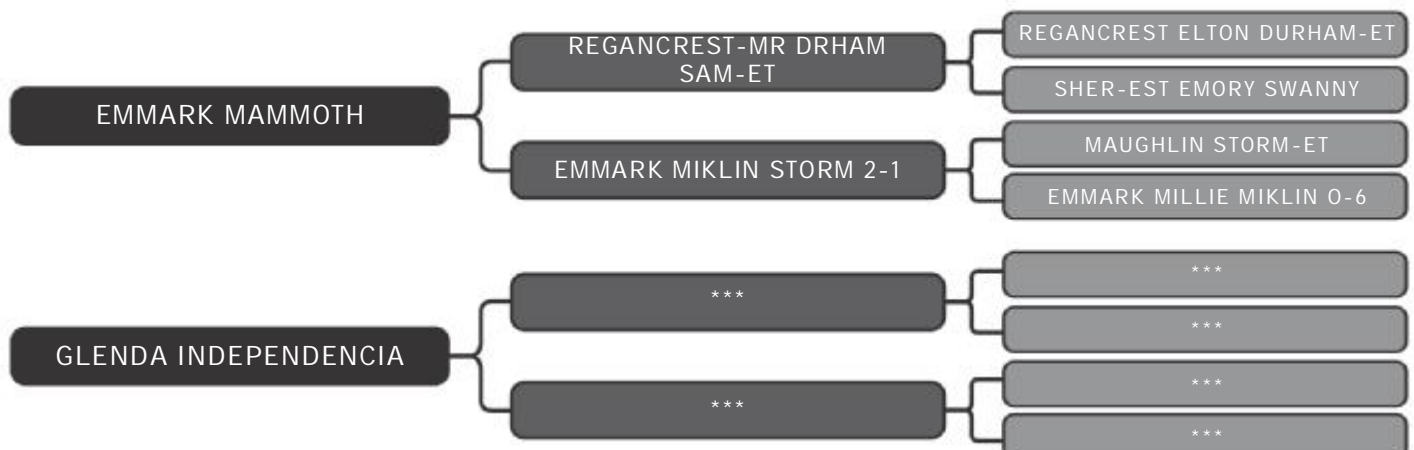 REGANCREST ELTON DURHAM-ET
REGANCREST-MR DRHAM
SAM-ET
SHER-EST EMORY SWANNY
EMMARK MAMMOTH
MAUGHLIN STORM-ET
EMMARK MIKLIN STORM 2-1
EMMARK MILLIE MIKLIN O-6
***
***
***
GLENDA INDEPENDENCIA
***
***
***